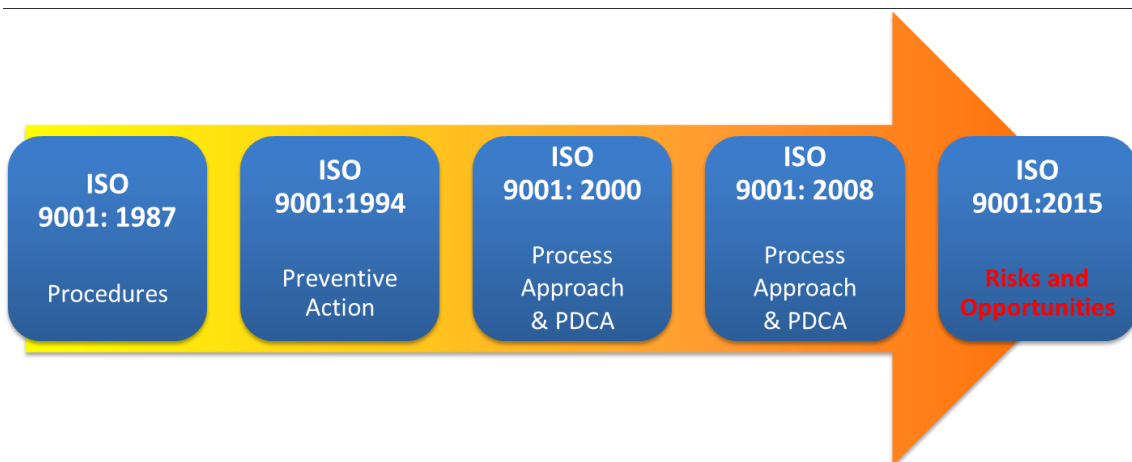 ISO
9001: 1987
Procedures
ISO
9001:1994
Preventive
Action
ISO
9001: 2000
Process
Approach
& PDCA
ISO
9001: 2008
Process
Approach
& PDCA
ISO
9001:2015
Risks and
Opportunities